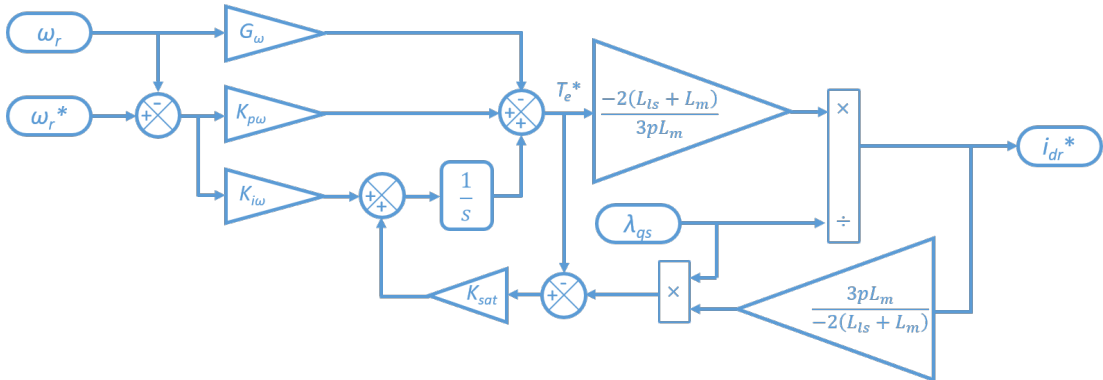 ω_r
G_ω
ω_r*
-
+
K_pω
-
+
+
T_e*
−2(L_ls + L_m)
3pL_m
×
÷
i_dr*
K_iω
+
+
1
s
λ_qs
K_sat
+
-
×
3pL_m
−2(L_ls + L_m)